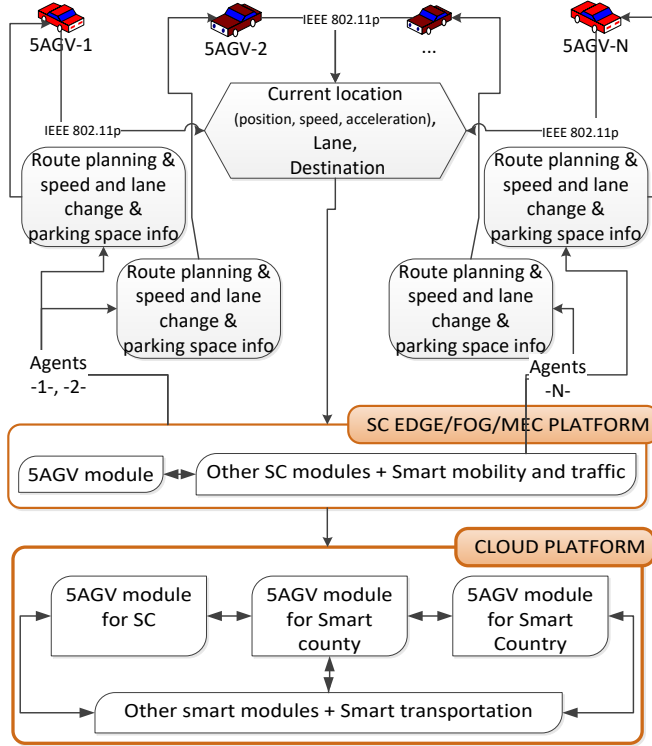 5AGV-1
5AGV-2
IEEE 802.11p
...
5AGV-N
Current location
(position, speed, acceleration),
Lane,
Destination
IEEE 802.11p
IEEE 802.11p
Route planning &
speed and lane
change &
parking space info
Route planning &
speed and lane
change &
parking space info
Route planning &
speed and lane
change &
parking space info
Route planning &
speed and lane
change &
parking space info
Agents
-1-, -2-
Agents
-N-
SC EDGE/FOG/MEC PLATFORM
5AGV module
Other SC modules + Smart mobility and traffic
CLOUD PLATFORM
5AGV module
for SC
5AGV module
for Smart
county
5AGV module
for Smart
Country
Other smart modules + Smart transportation